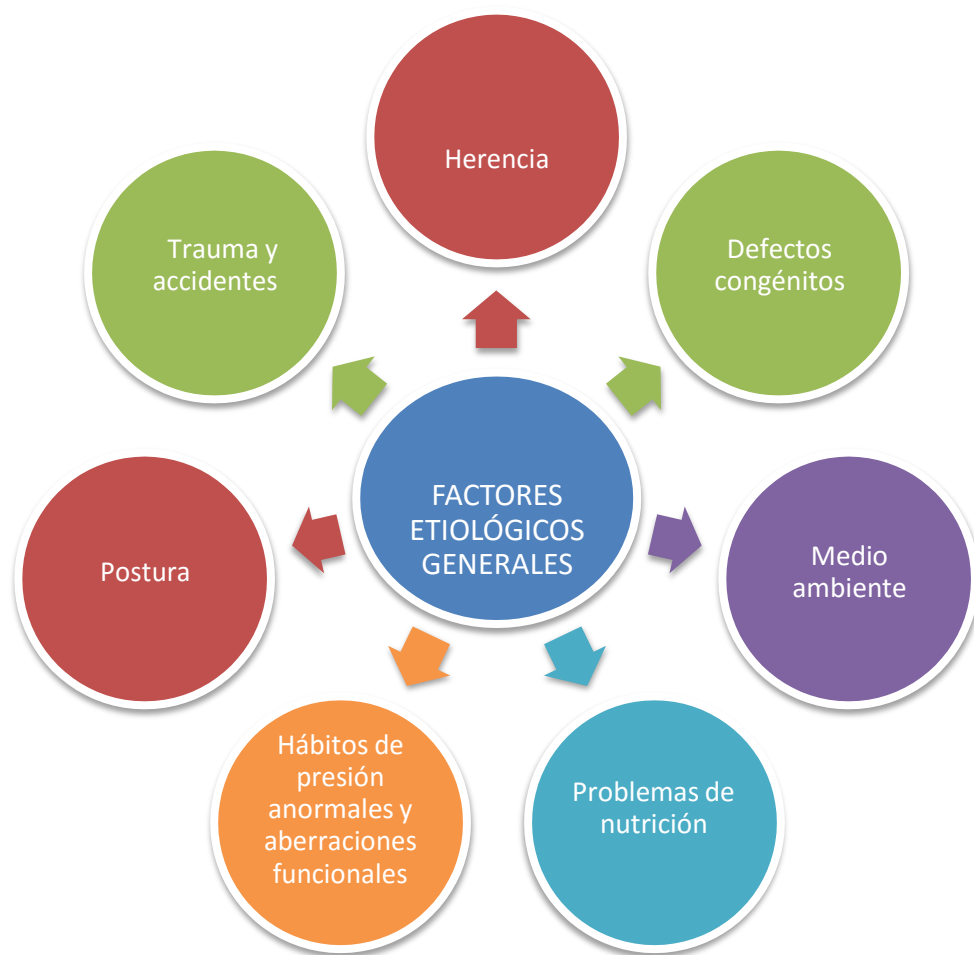 Herencia
Defectos
congénitos
Medio
ambiente
Problemas de
nutrición
Hábitos de
presión
anormales y
aberraciones
funcionales
Postura
Trauma y
accidentes
FACTORES
ETIOLÓGICOS
GENERALES